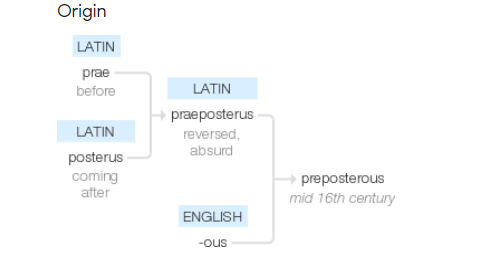 Origin
LATIN
prae
before
LATIN
posterus
coming
after
LATIN
praeposterus
reversed,
absurd
ENGLISH
-ous
preposterous
mid 16th century